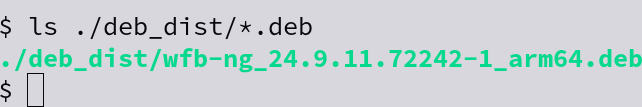 $ ls ./deb_dist/*.deb
./deb_dist/wfb-ng_24.9.11.72242-1_arm64.deb
$